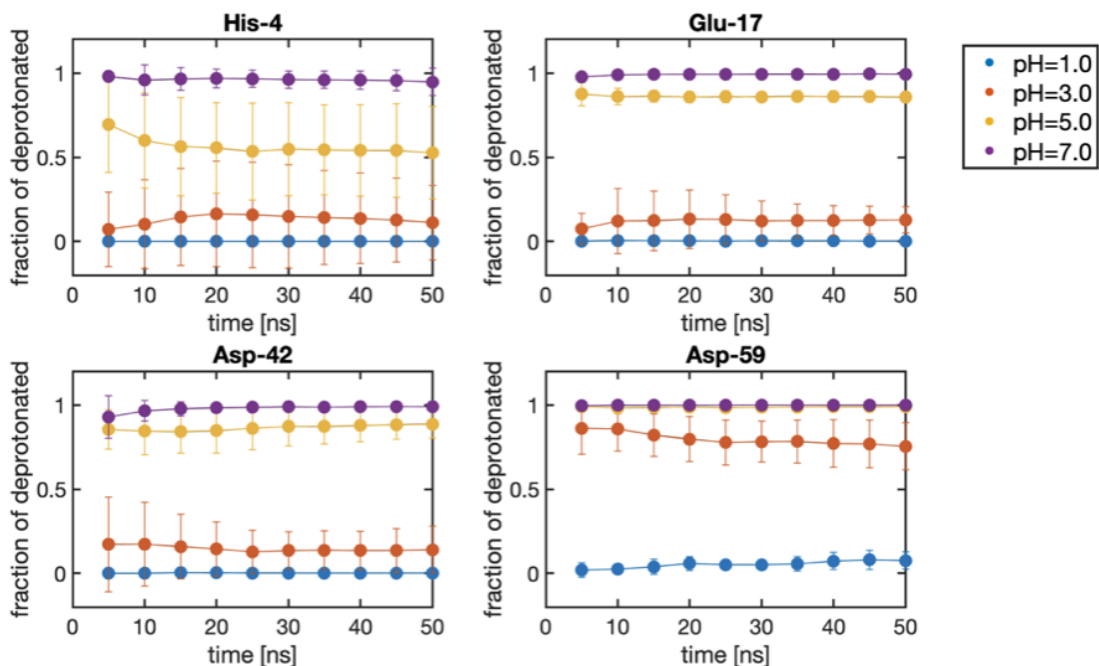 His-4
fraction of deprotonated
1
0.5
0
0 10 20 30 40 50
time [ns]
Glu-17
fraction of deprotonated
1
0.5
0
0 10 20 30 40 50
time [ns]
pH=1.0
pH=3.0
pH=5.0
pH=7.0
Asp-42
fraction of deprotonated
1
0.5
0
0 10 20 30 40 50
time [ns]
Asp-59
fraction of deprotonated
1
0.5
0
0 10 20 30 40 50
time [ns]